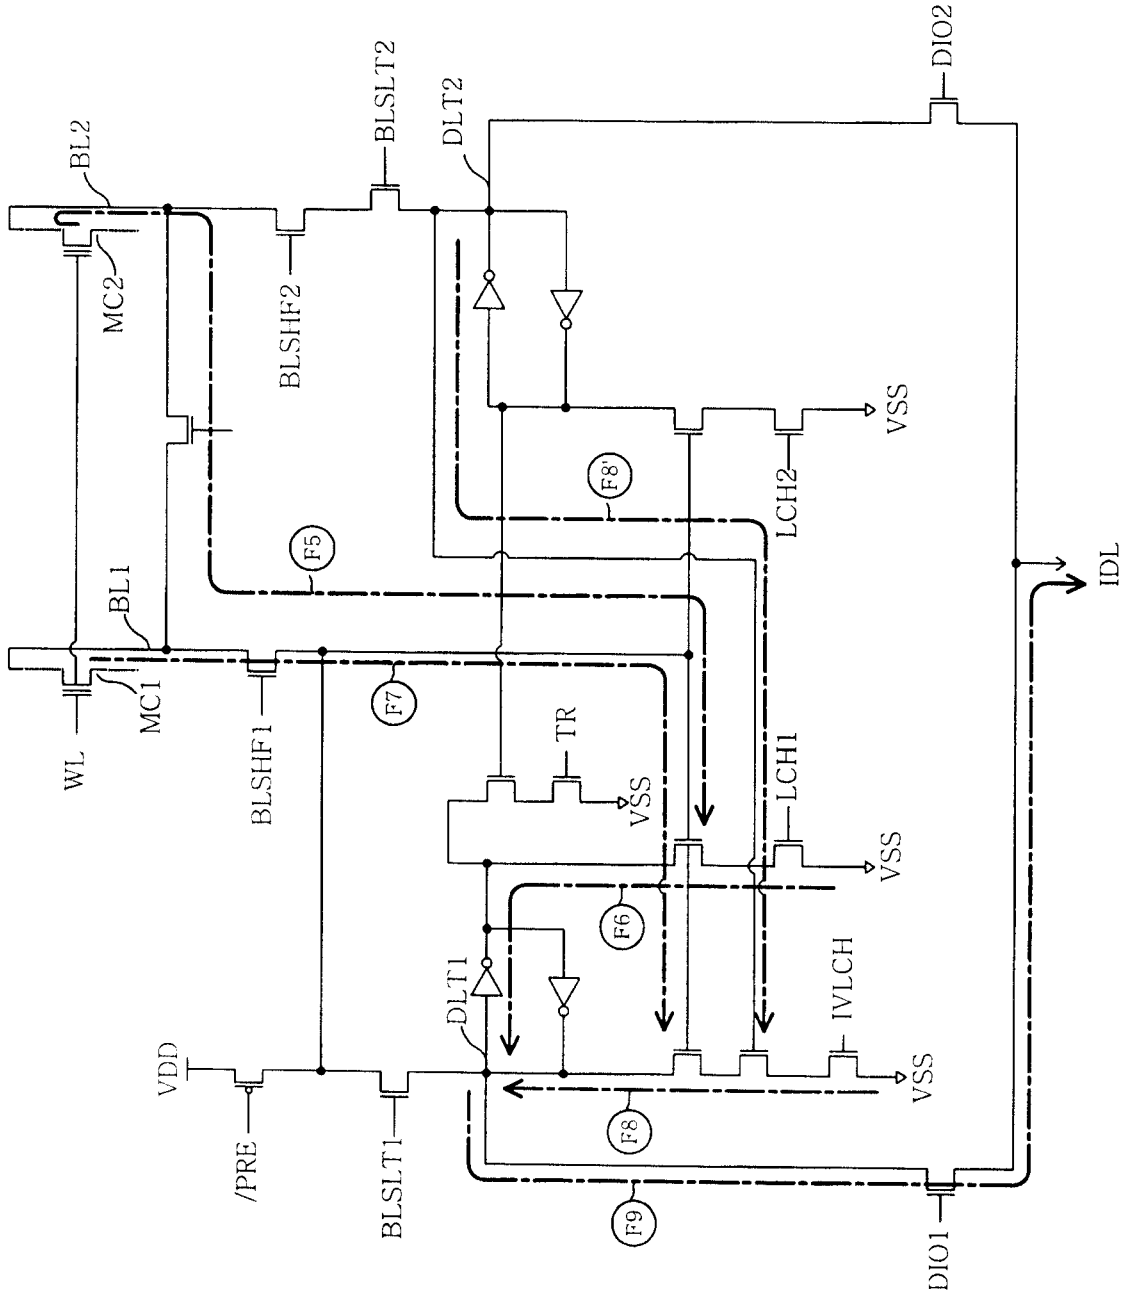 DIO2
BLSLT2
DLT2
BL2
MC2
BLSHF2
F8'
LCH2
VSS
F5
BL1
MC1
WL
F7
BLSHF1
TR
VSS
LCH1
VSS
IDL
F6
DLT1
IVLCH
VDD
VSS
F8
/PRE
BLSLT1
F9
DIO1